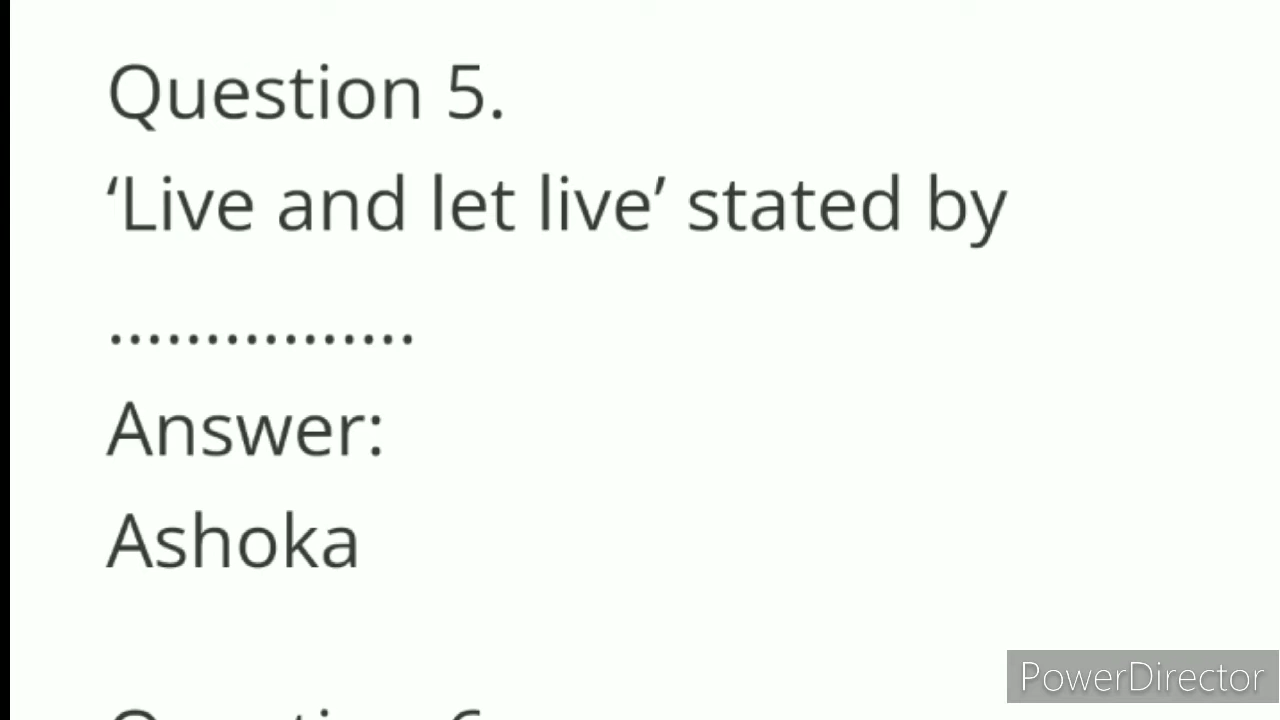 Question 5.
‘Live and let live’ stated by
................
Answer:
Ashoka
PowerDirector